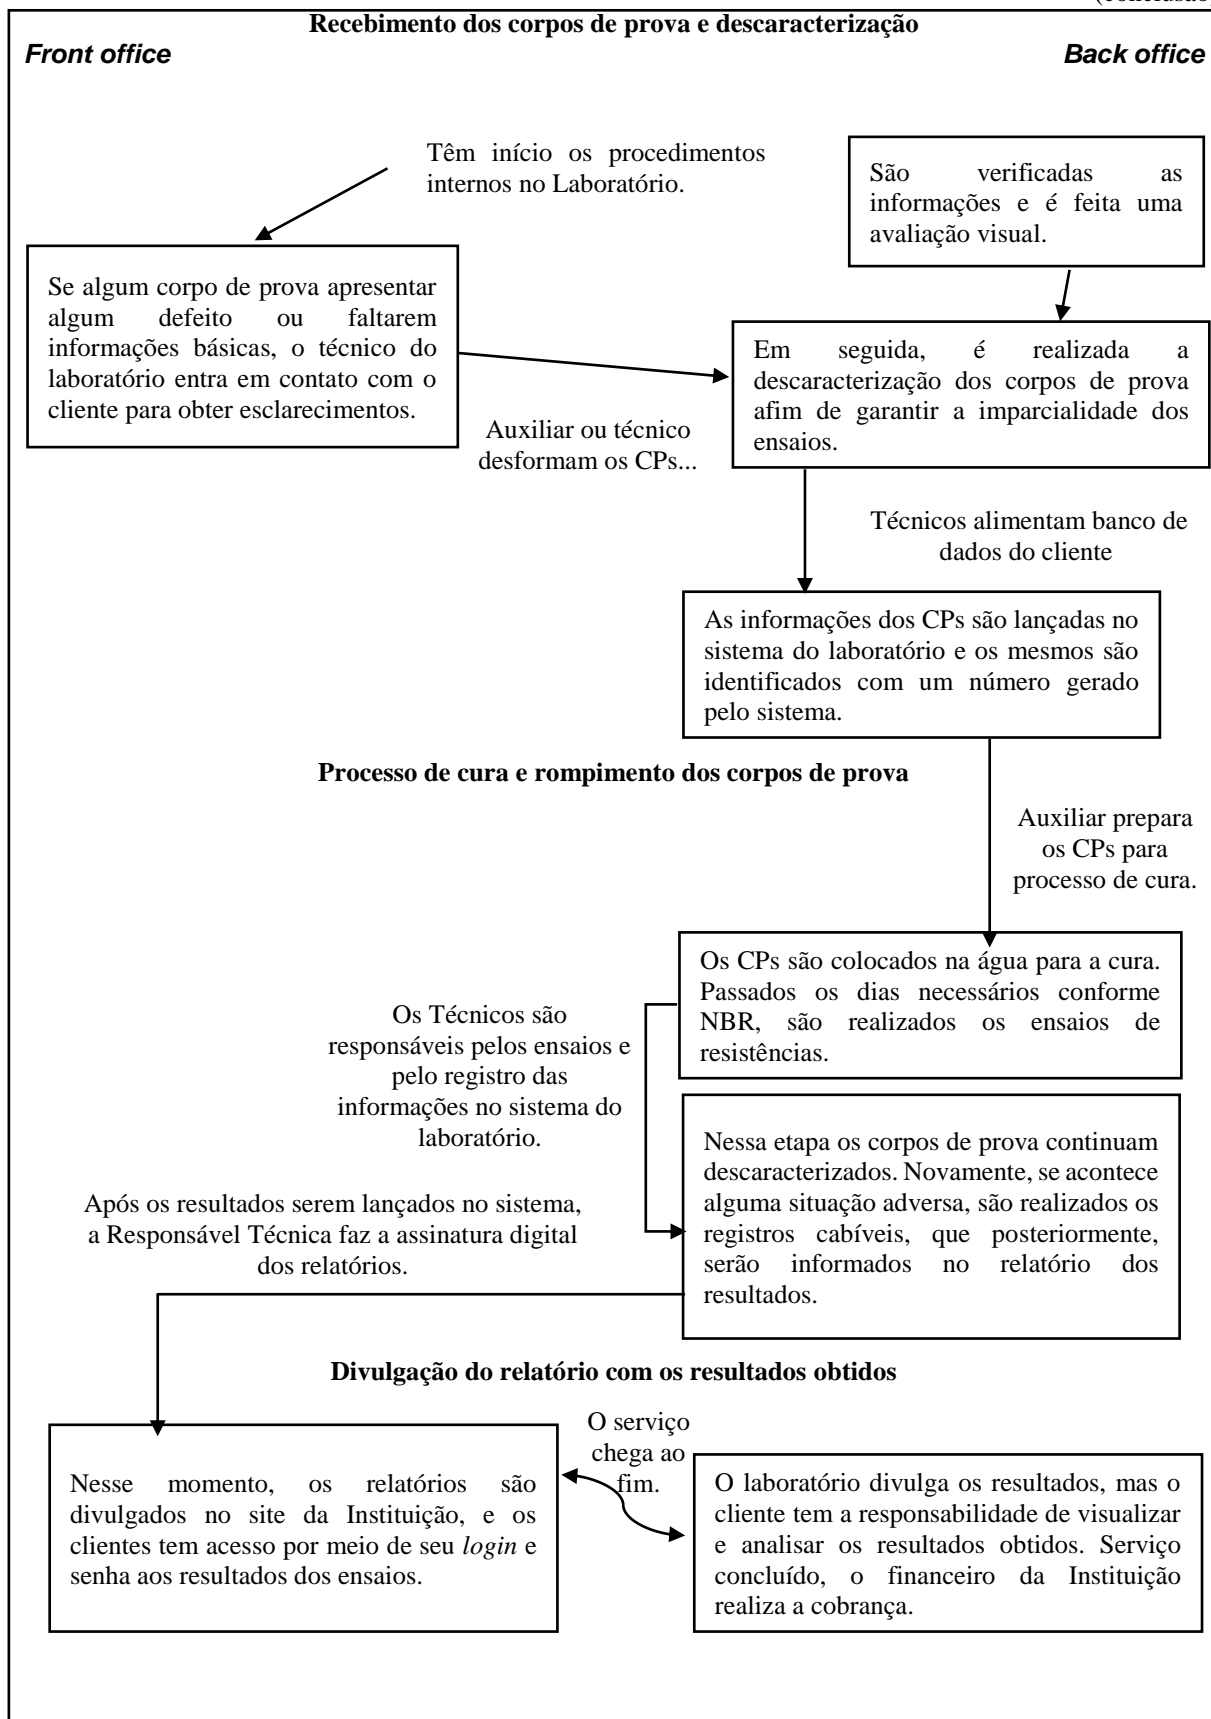 (conclusão)
Recebimento dos corpos de prova e descaracterização
Front office
Back office
Têm início os procedimentos
internos no Laboratório.
São verificadas as
informações e é feita uma
avaliação visual.
Se algum corpo de prova apresentar
algum defeito ou faltarem
informações básicas, o técnico do
laboratório entra em contato com o
cliente para obter esclarecimentos.
Em seguida, é realizada a
descaracterização dos corpos de prova
afim de garantir a imparcialidade dos
ensaios.
Auxiliar ou técnico
desformam os CPs...
Técnicos alimentam banco de
dados do cliente
As informações dos CPs são lançadas no
sistema do laboratório e os mesmos são
identificados com um número gerado
pelo sistema.
Processo de cura e rompimento dos corpos de prova
Auxiliar prepara
os CPs para
processo de cura.
Os CPs são colocados na água para a cura.
Passados os dias necessários conforme
NBR, são realizados os ensaios de
resistências.
Os Técnicos são
responsáveis pelos ensaios e
pelo registro das
informações no sistema do
laboratório.
Nessa etapa os corpos de prova continuam
descaracterizados. Novamente, se acontece
alguma situação adversa, são realizados os
registros cabíveis, que posteriormente,
serão informados no relatório dos
resultados.
Após os resultados serem lançados no sistema,
a Responsável Técnica faz a assinatura digital
dos relatórios.
Divulgação do relatório com os resultados obtidos
O serviço
chega ao
fim.
Nesse momento, os relatórios são
divulgados no site da Instituição, e os
clientes tem acesso por meio de seu login e
senha aos resultados dos ensaios.
O laboratório divulga os resultados, mas o
cliente tem a responsabilidade de visualizar
e analisar os resultados obtidos. Serviço
concluído, o financeiro da Instituição
realiza a cobrança.